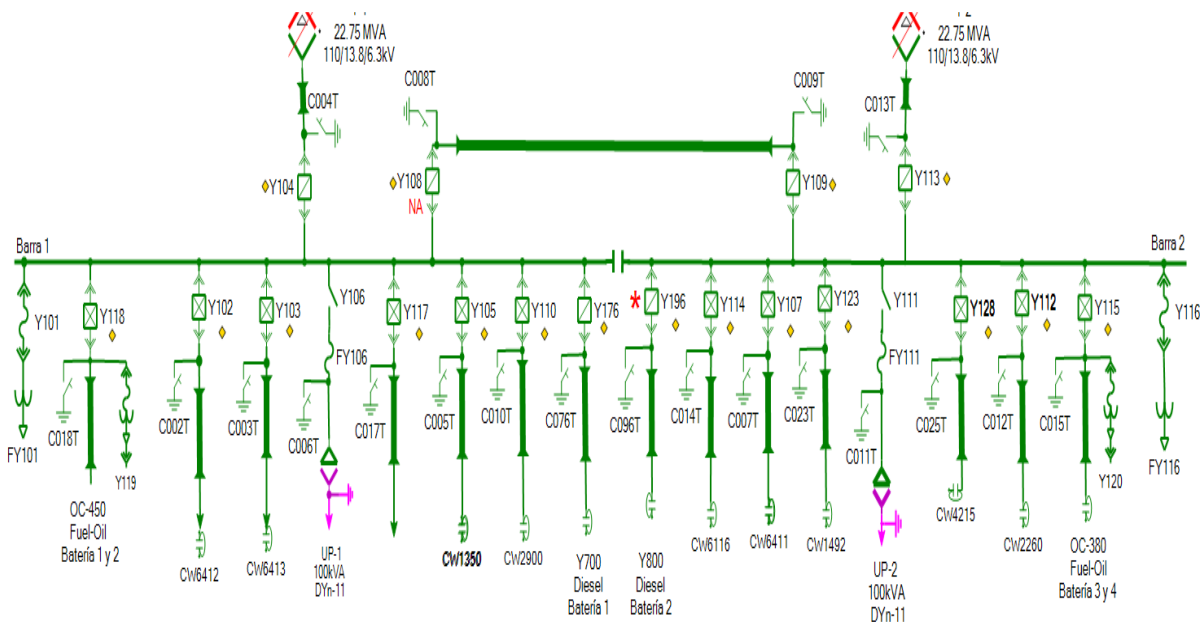 22.75 MVA
110/13.8/6.3kV
22.75 MVA
110/13.8/6.3kV
C004T
C008T
C009T
C013T
Y104
Y108
NA
Y109
Y113
Barra 1
Barra 2
Y101
Y118
Y102
Y103
Y106
Y117
Y105
Y110
Y176
*
Y196
Y114
Y107
Y123
Y111
Y128
Y112
Y115
Y116
FY106
FY111
C018T
C002T
C003T
C006T
C017T
C005T
C010T
C076T
C096T
C014T
C007T
C023T
C011T
C025T
C012T
C015T
FY101
Y119
Y120
FY116
OC-450
Fuel-Oil
Batería 1 y 2
CW6412
CW6413
UP-1
100kVA
DYn-11
CW1350
CW2900
Y700
Diesel
Batería 1
Y800
Diesel
Batería 2
CW6116
CW6411
CW1492
UP-2
100kVA
DYn-11
CW4215
CW2260
OC-380
Fuel-Oil
Batería 3 y 4